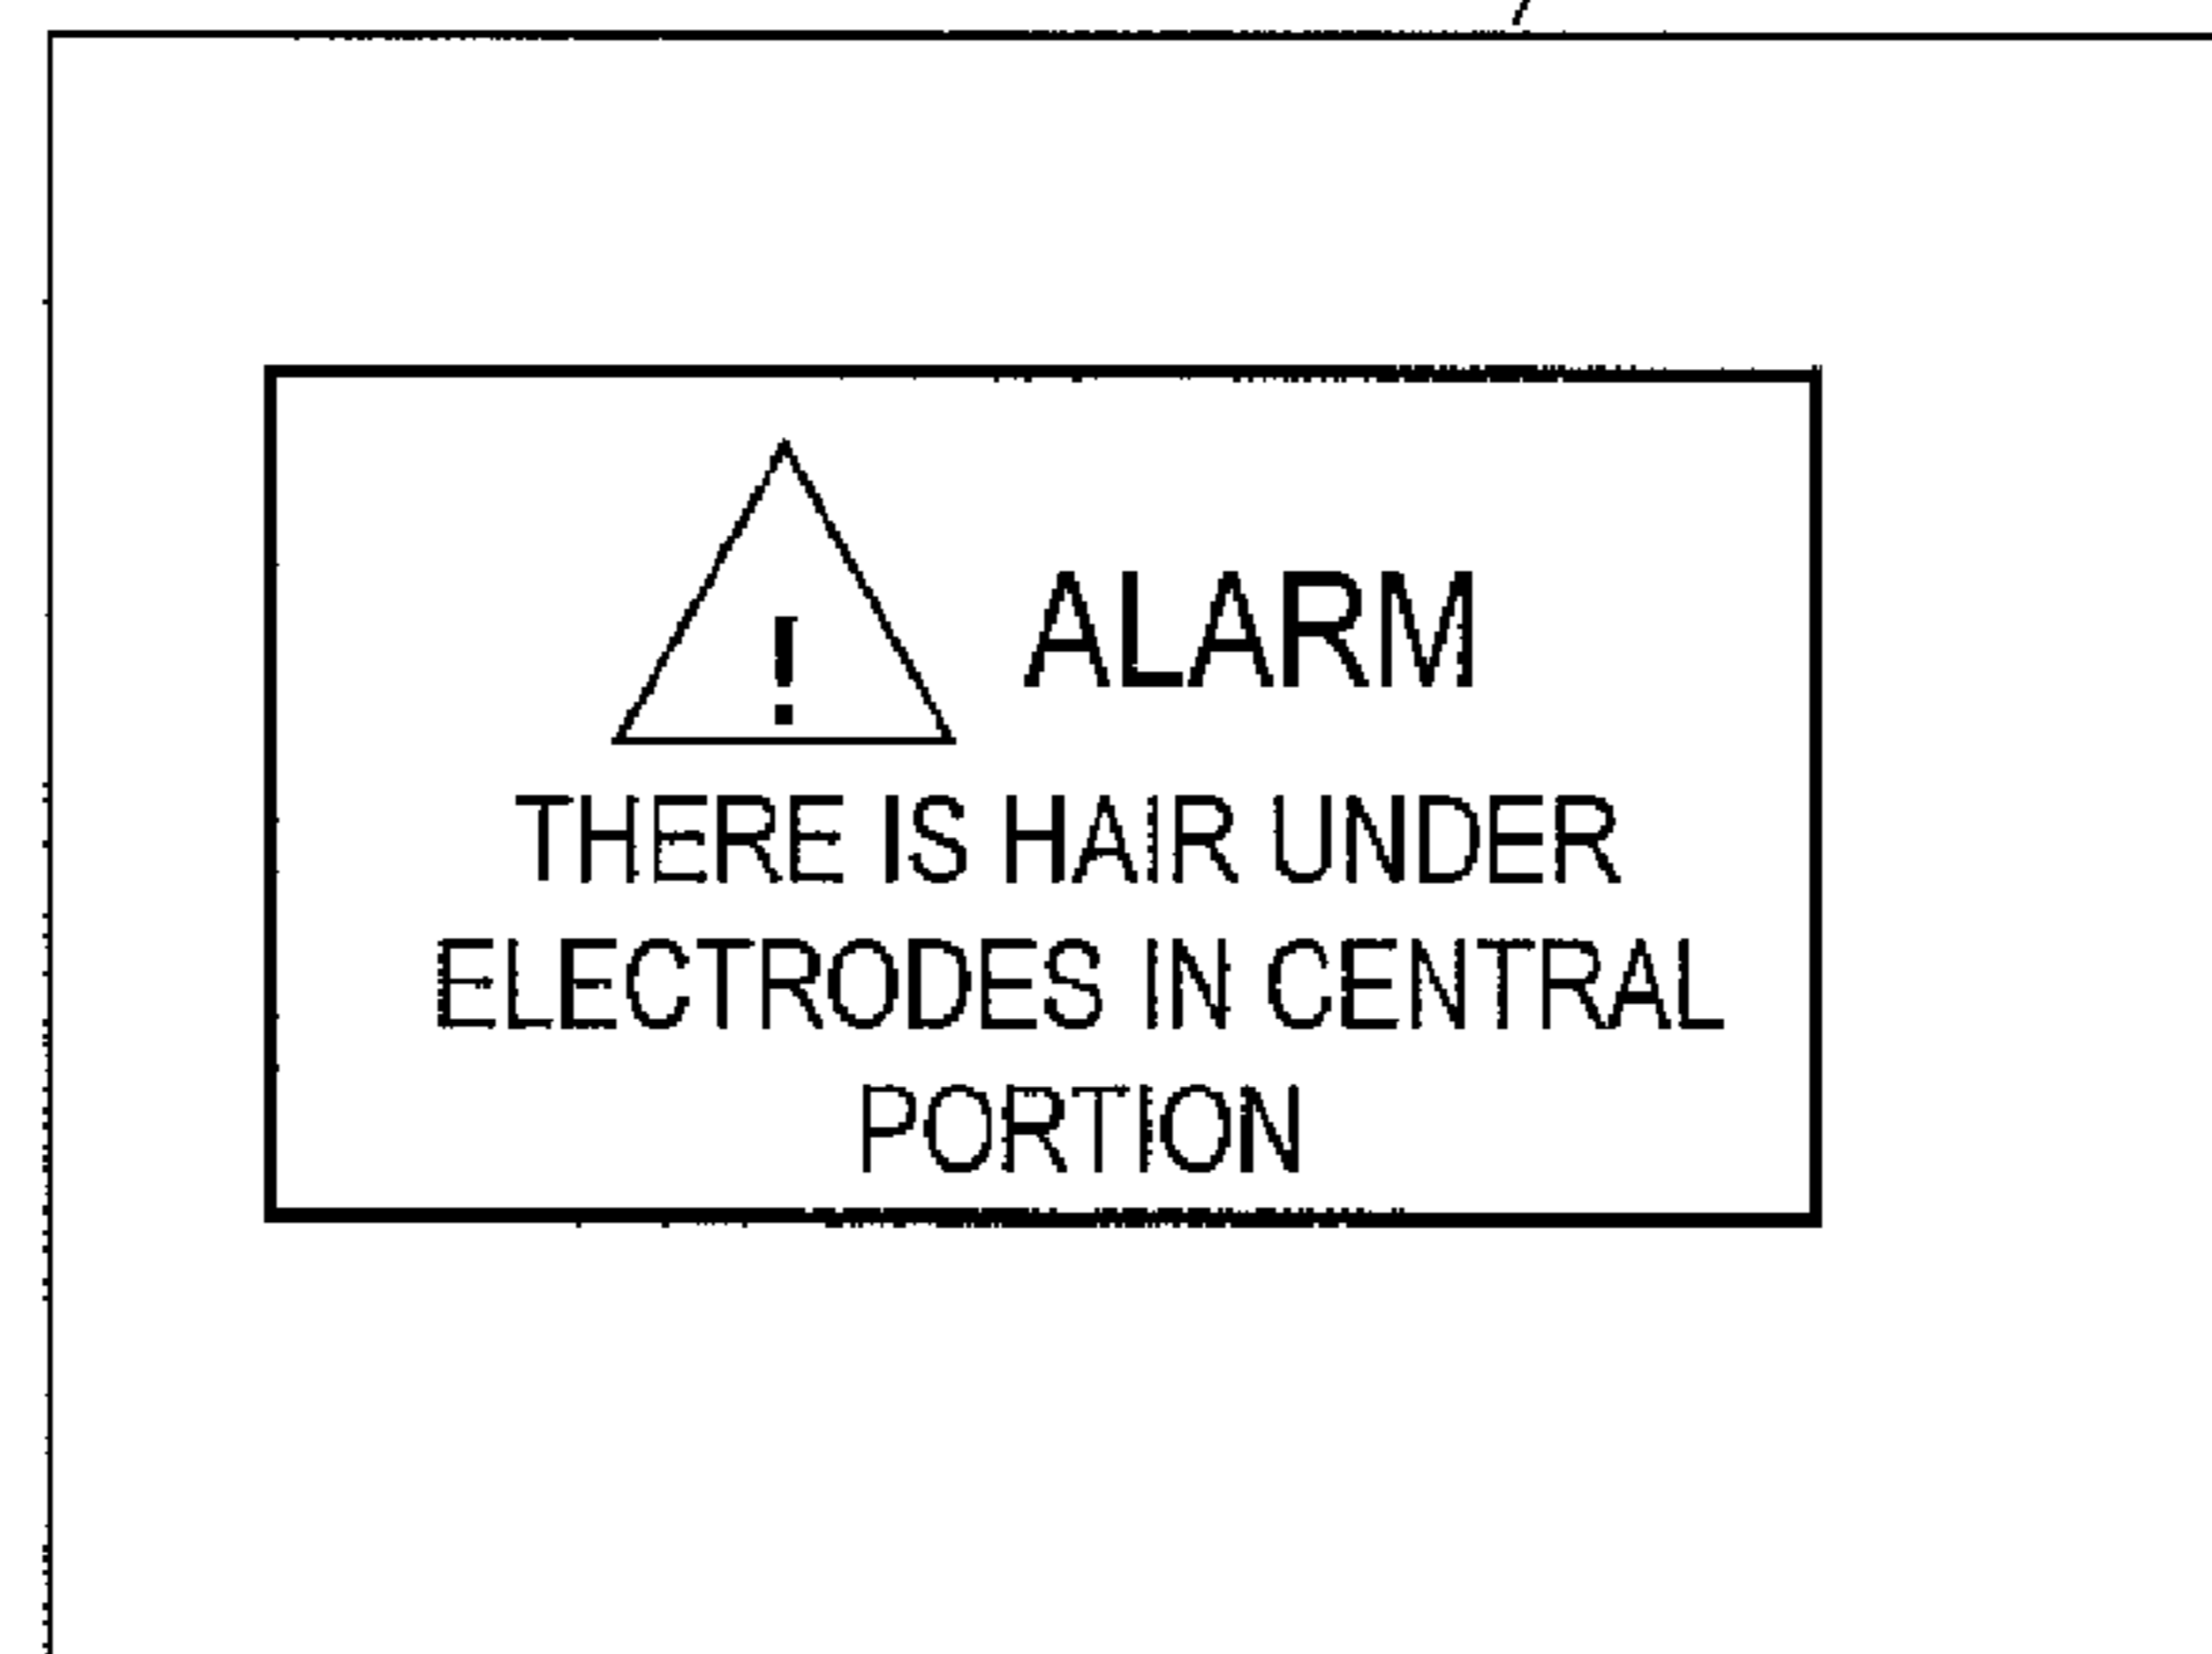 ! ALARM
THERE IS HAIR UNDER
ELECTRODES IN CENTRAL
PORTION